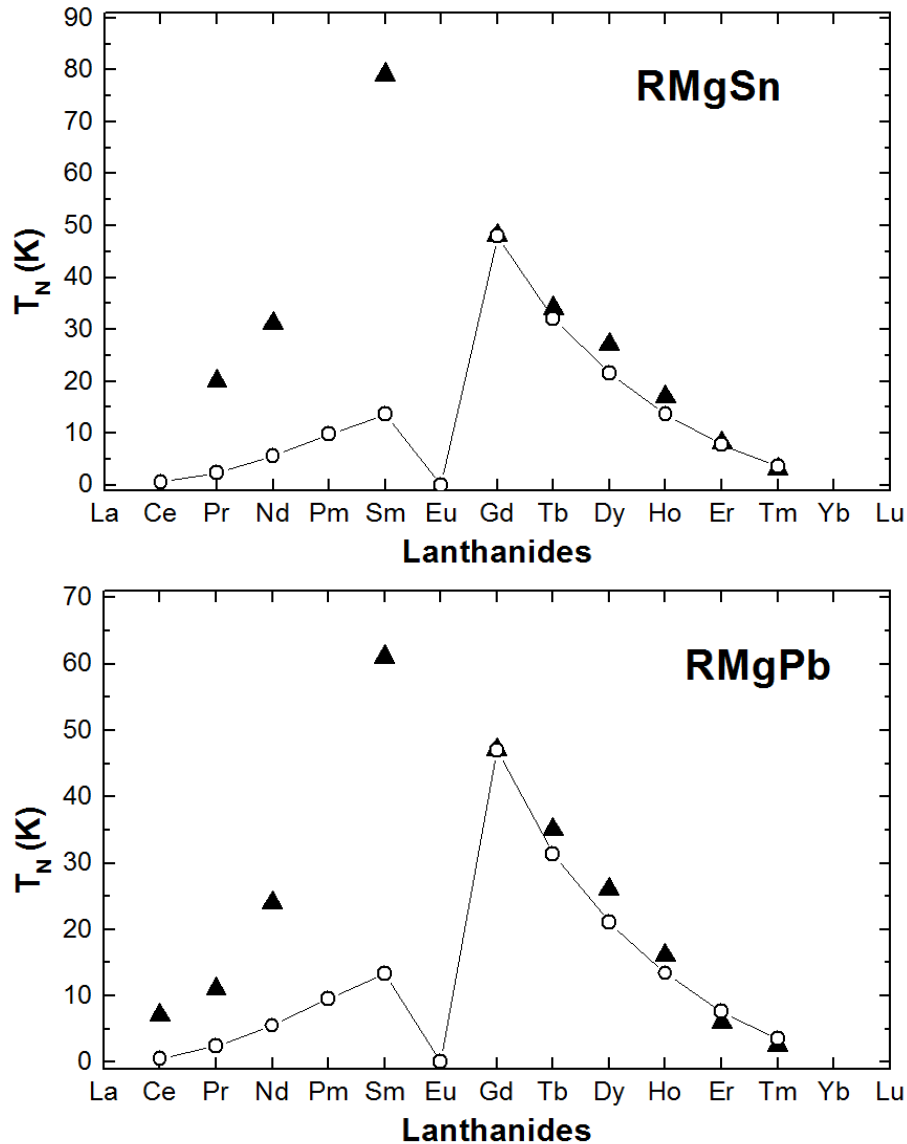 90
80
70
60
50
40
30
20
10
0
T_N (K)
RMgSn
La Ce Pr Nd Pm Sm Eu Gd Tb Dy Ho Er Tm Yb Lu
Lanthanides
70
60
50
40
30
20
10
0
T_N (K)
RMgPb
La Ce Pr Nd Pm Sm Eu Gd Tb Dy Ho Er Tm Yb Lu
Lanthanides